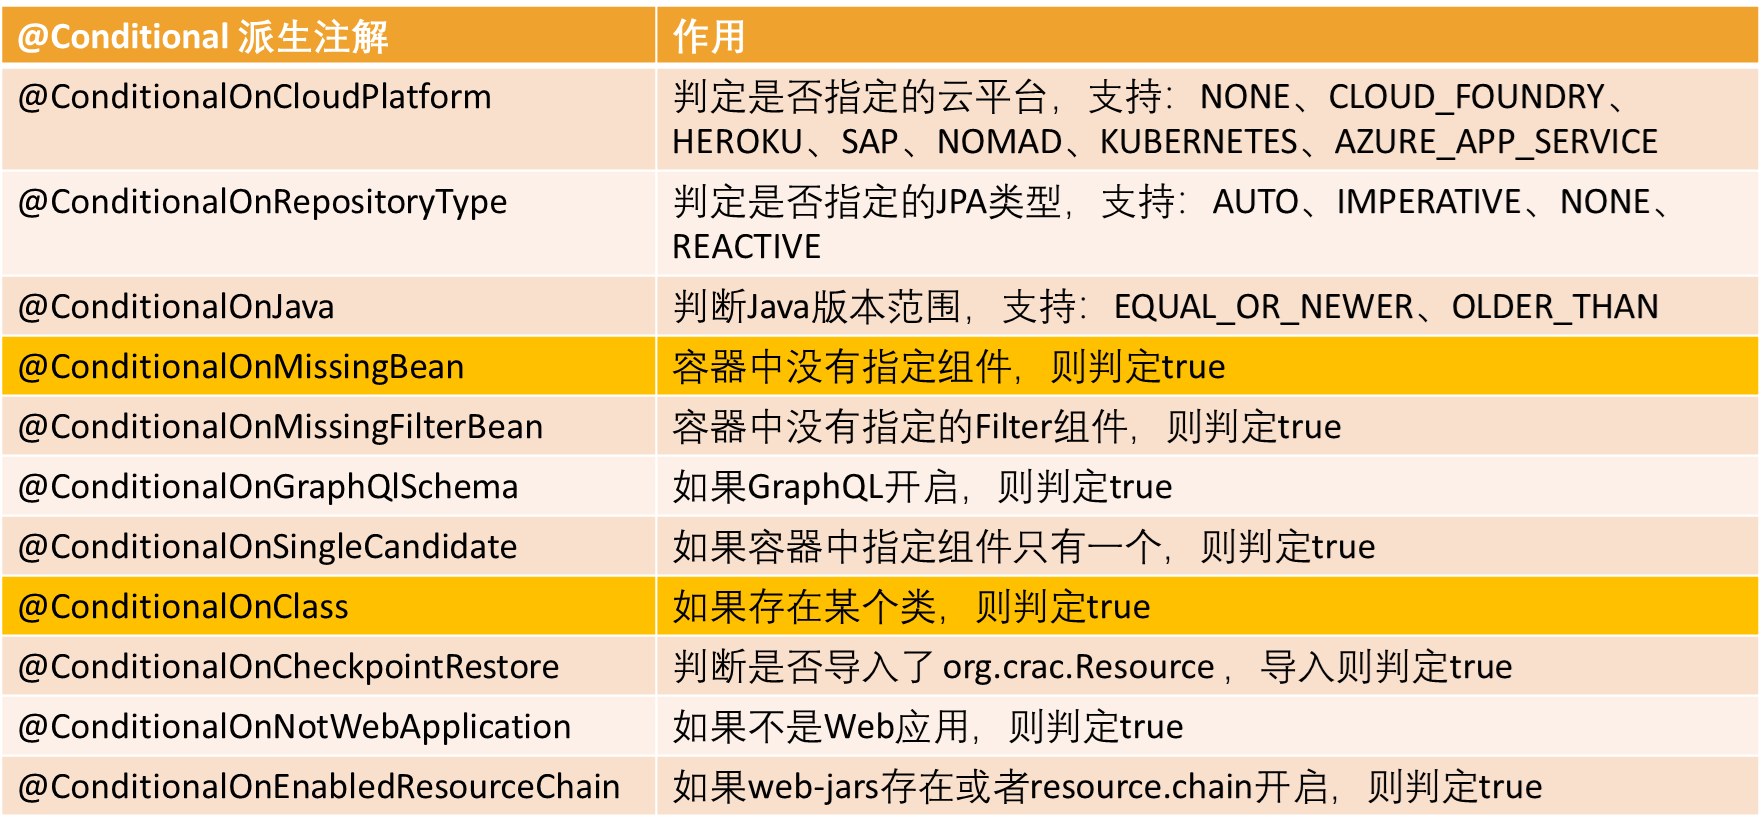 @Conditional 派生注解
作用
@ConditionalOnCloudPlatform
判定是否指定的云平台，支持：NONE、CLOUD_FOUNDRY、
HEROKU、SAP、NOMAD、KUBERNETES、AZURE_APP_SERVICE
@ConditionalOnRepositoryType
判定是否指定的JPA类型，支持：AUTO、IMPERATIVE、NONE、
REACTIVE
@ConditionalOnJava
判断Java版本范围，支持：EQUAL_OR_NEWER、OLDER_THAN
@ConditionalOnMissingBean
容器中没有指定组件，则判定true
@ConditionalOnMissingFilterBean
容器中没有指定的Filter组件，则判定true
@ConditionalOnGraphQlSchema
如果GraphQL开启，则判定true
@ConditionalOnSingleCandidate
如果容器中指定组件只有一个，则判定true
@ConditionalOnClass
如果存在某个类，则判定true
@ConditionalOnCheckpointRestore
判断是否导入了 org.crac.Resource ，导入则判定true
@ConditionalOnNotWebApplication
如果不是Web应用，则判定true
@ConditionalOnEnabledResourceChain
如果web-jars存在或者resource.chain开启，则判定true